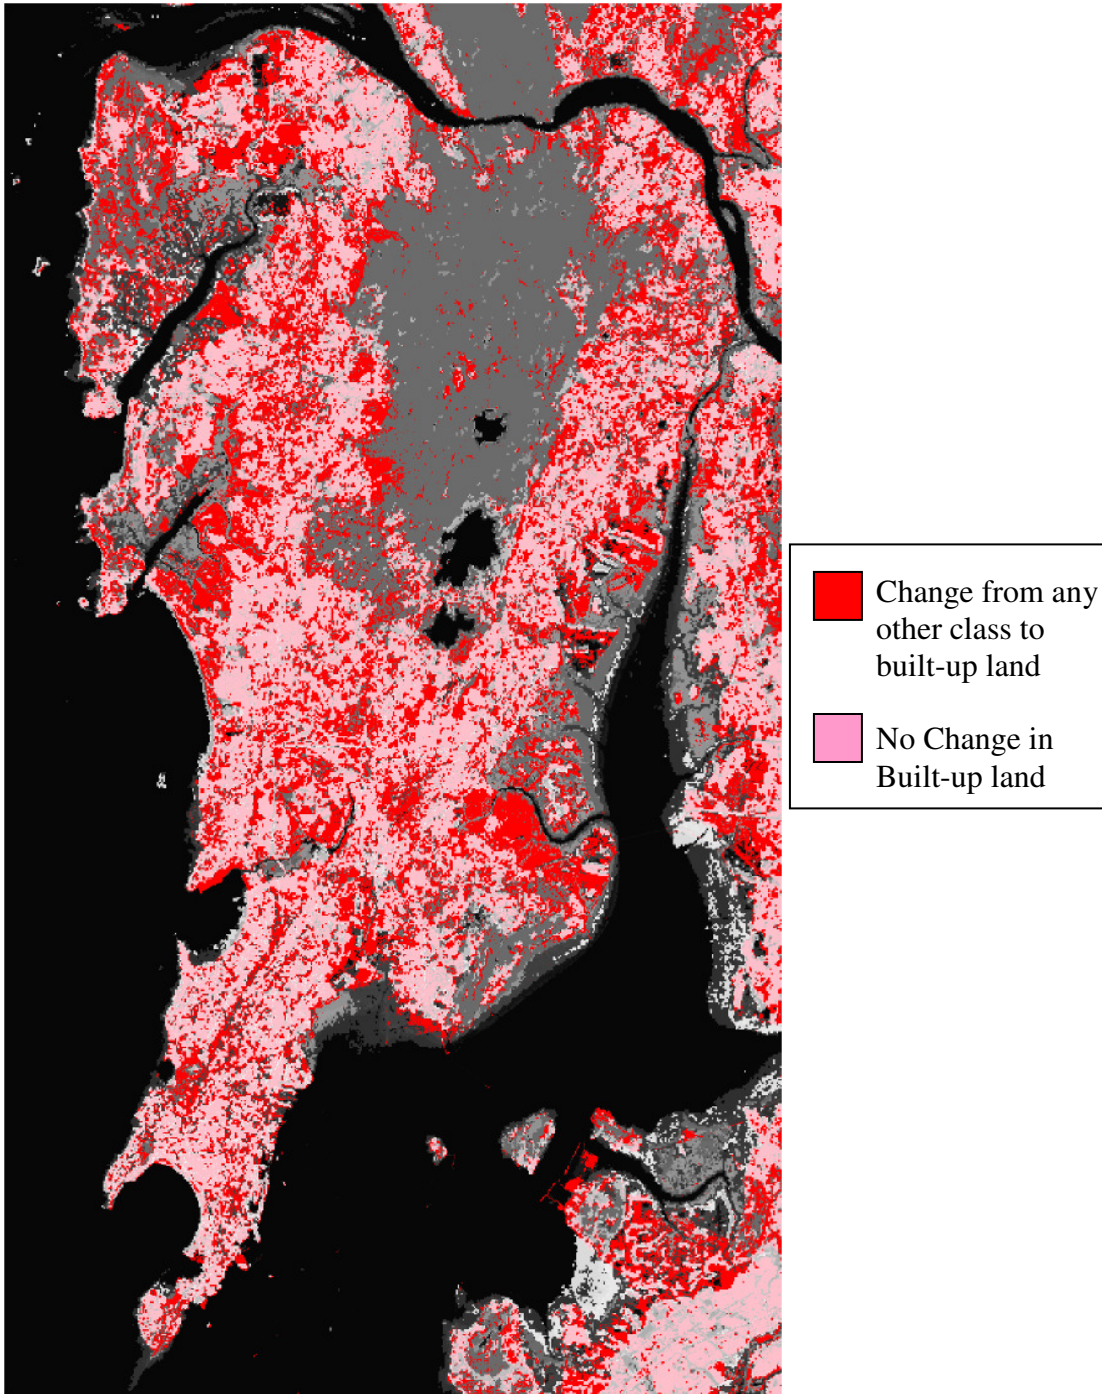 Change from any
other class to
built-up land
No Change in
Built-up land